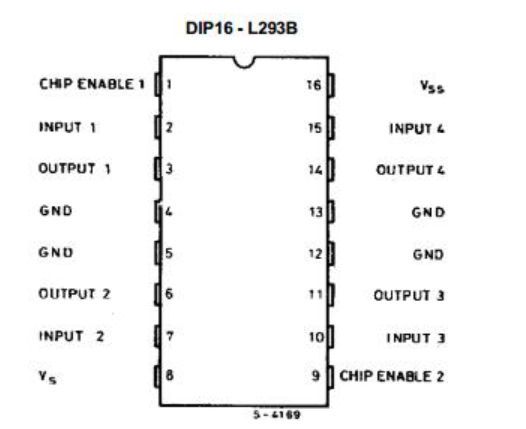 DIP16 - L293B
CHIP ENABLE 1 1 16 VSS
INPUT 1 2 15 INPUT 4
OUTPUT 1 3 14 OUTPUT 4
GND 4 13 GND
GND 5 12 GND
OUTPUT 2 6 11 OUTPUT 3
INPUT 2 7 10 INPUT 3
VS 8 9 CHIP ENABLE 2
5-4169